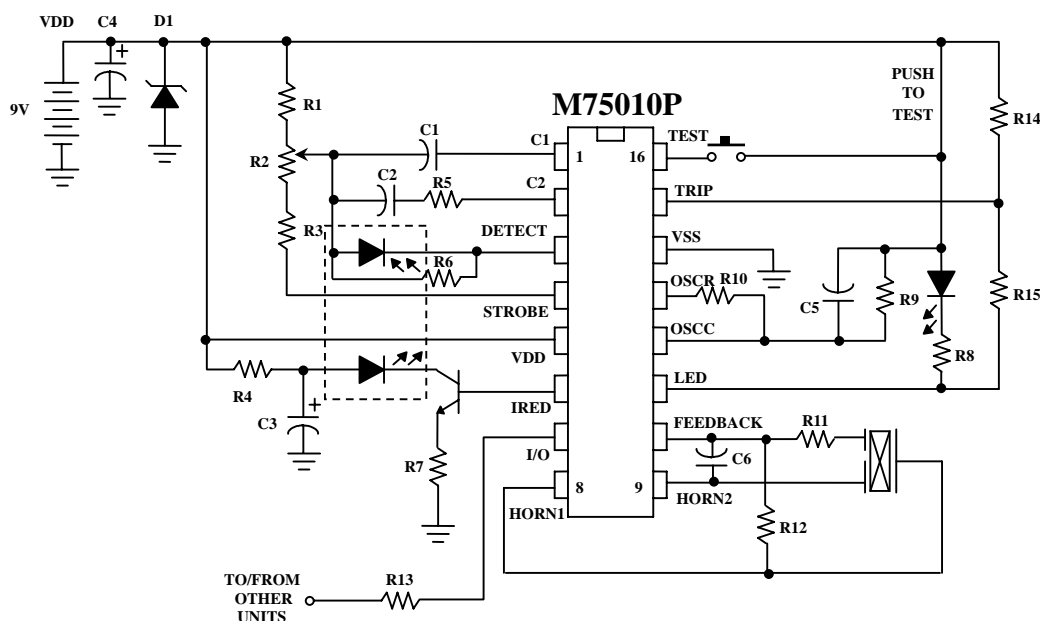 VDD
C4
D1
+
9V
R1
R2
R3
C1
C2
R5
R6
M75010P
C1
C2
DETECT
STROBE
VDD
IRED
I/O
HORN1
1
16
8
9
TEST
TRIP
VSS
OSCR
OSCC
LED
FEEDBACK
HORN2
PUSH
TO
TEST
R14
R15
R10
C5
R9
R8
R11
C6
R12
R4
C3
+
R7
R13
TO/FROM
OTHER
UNITS